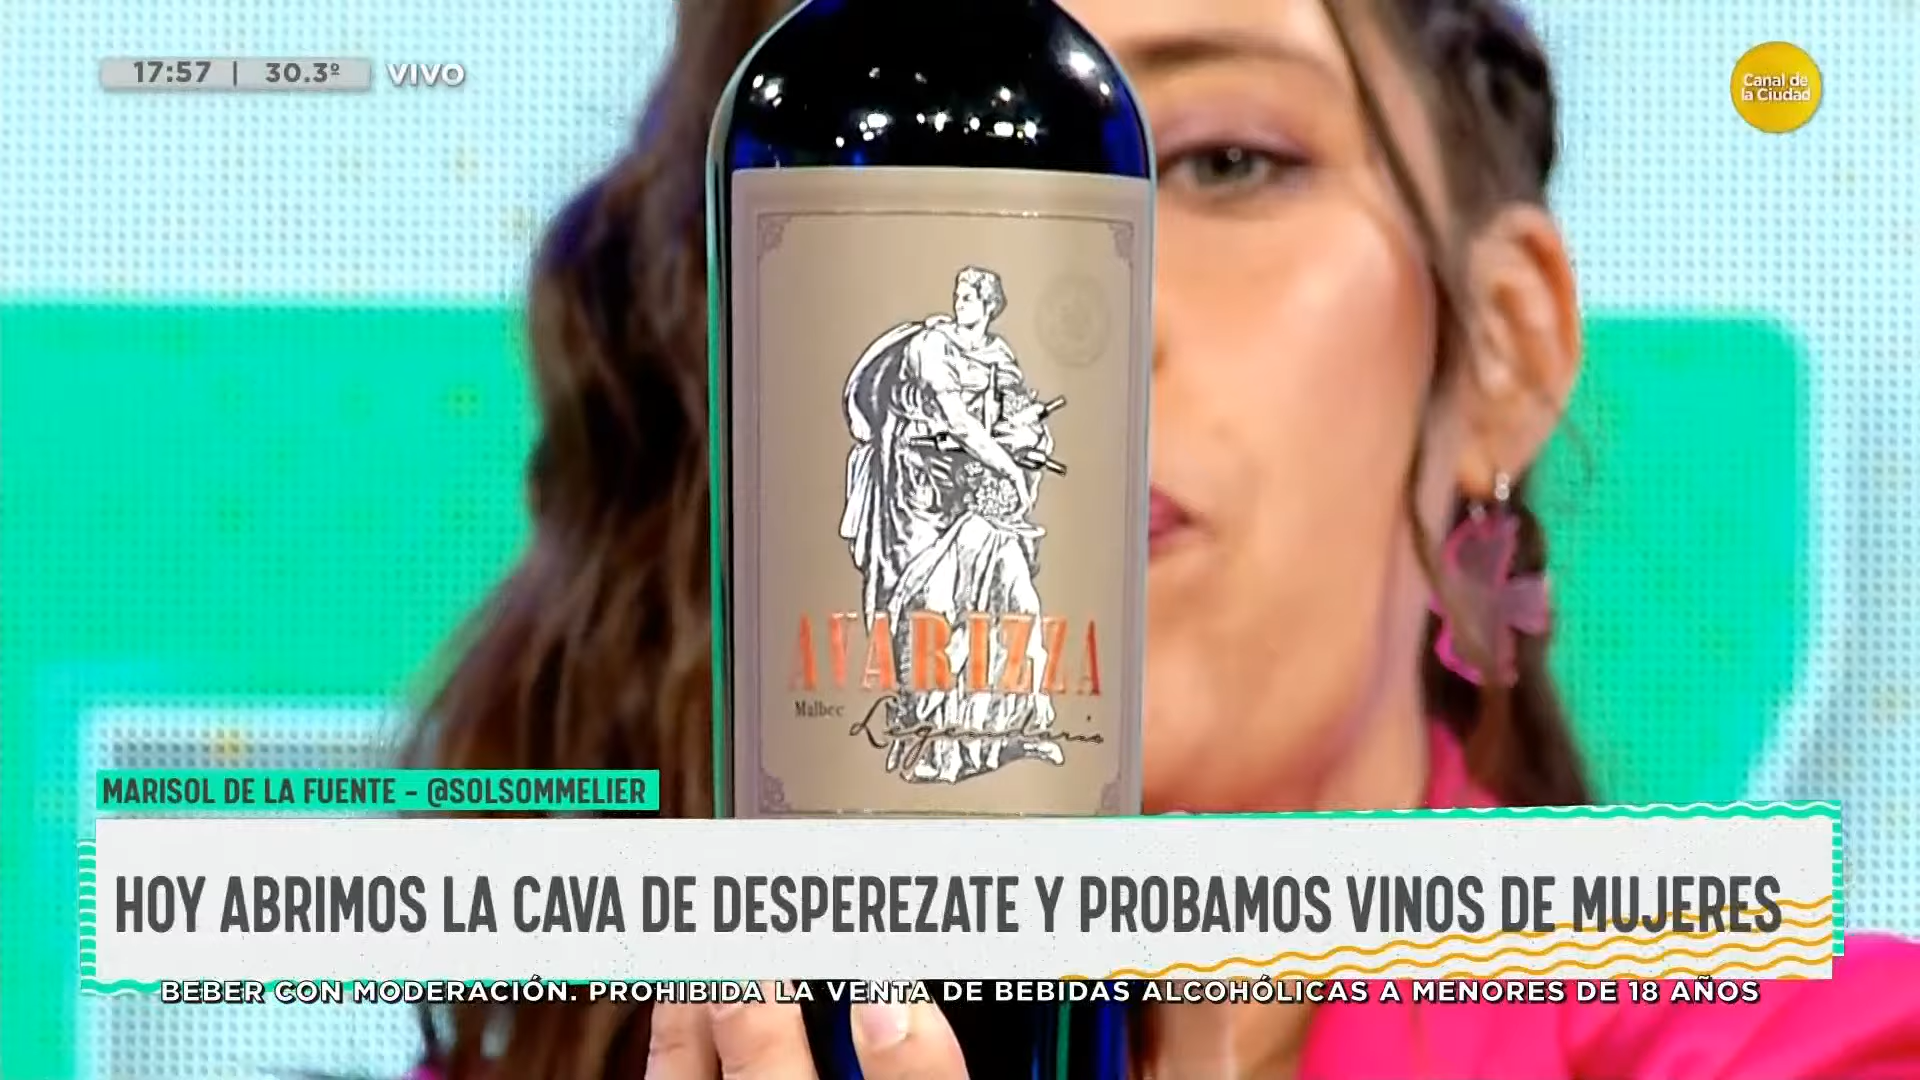 17:57 | 30.3º VIVO
Canal de
la Ciudad
AVARIZZA
Malbec Legendario
MARISOL DE LA FUENTE - @SOLSOMMELIER
HOY ABRIMOS LA CAVA DE DESPEREZATE Y PROBAMOS VINOS DE MUJERES
BEBER CON MODERACIÓN. PROHIBIDA LA VENTA DE BEBIDAS ALCOHÓLICAS A MENORES DE 18 AÑOS